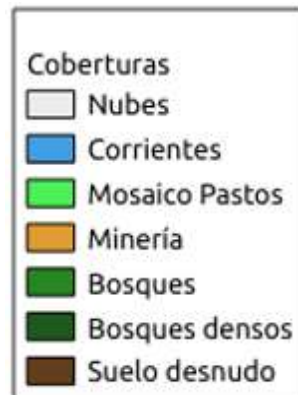 Coberturas
Nubes
Corrientes
Mosaico Pastos
Minería
Bosques
Bosques densos
Suelo desnudo